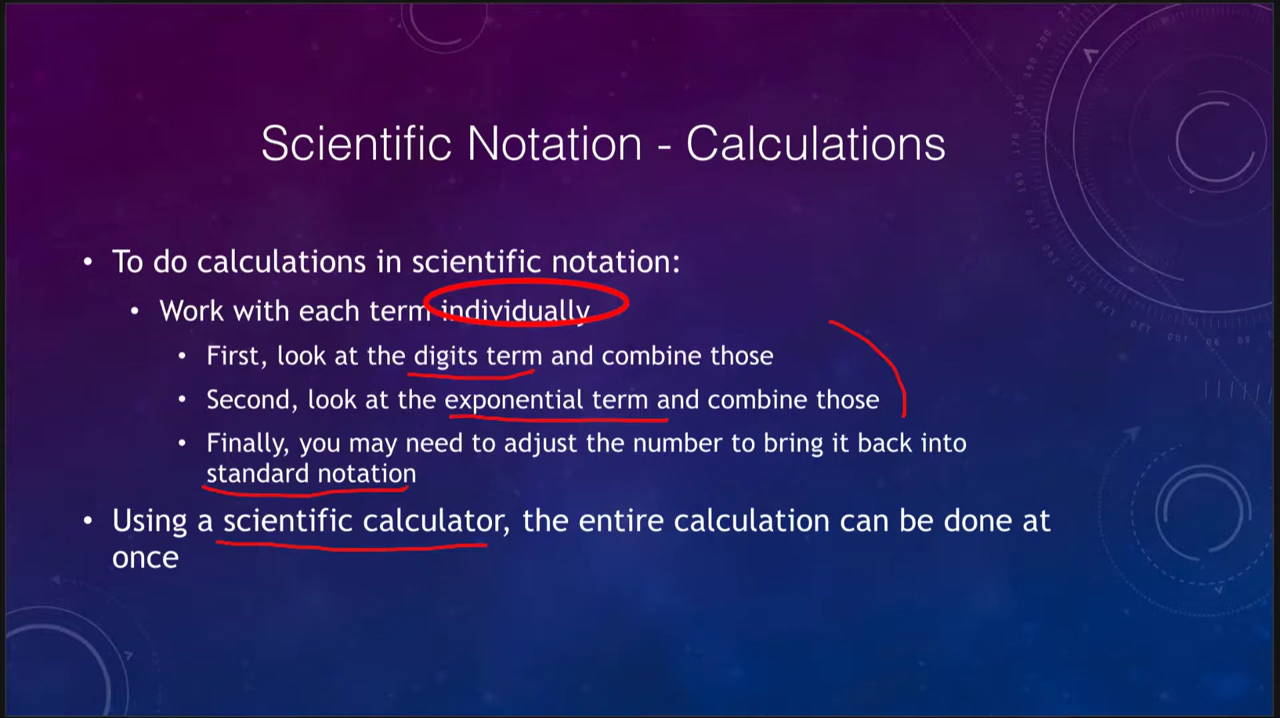 Scientific Notation - Calculations
• To do calculations in scientific notation:
• Work with each term individually
• First, look at the digits term and combine those
• Second, look at the exponential term and combine those
• Finally, you may need to adjust the number to bring it back into
standard notation
• Using a scientific calculator, the entire calculation can be done at
once